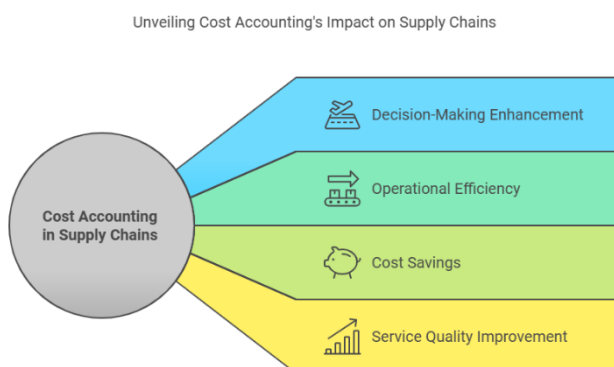 Unveiling Cost Accounting's Impact on Supply Chains
Cost Accounting
in Supply Chains
Decision-Making Enhancement
Operational Efficiency
Cost Savings
Service Quality Improvement